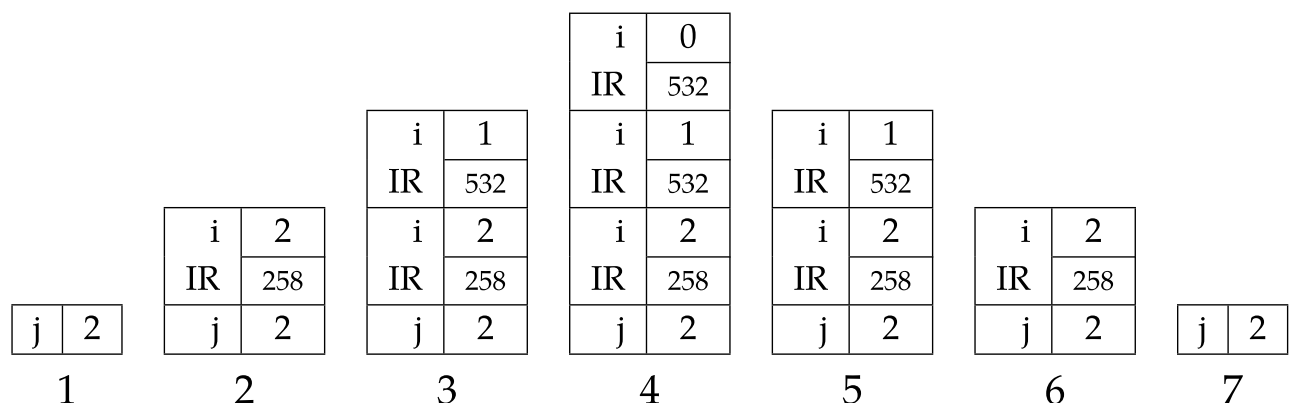 i 0
IR 532
i 1 i 1 i 1
IR 532 IR 532 IR 532
i 2 i 2 i 2 i 2 i 2
IR 258 IR 258 IR 258 IR 258 IR 258
j 2 j 2 j 2 j 2 j 2 j 2 j 2
1 2 3 4 5 6 7